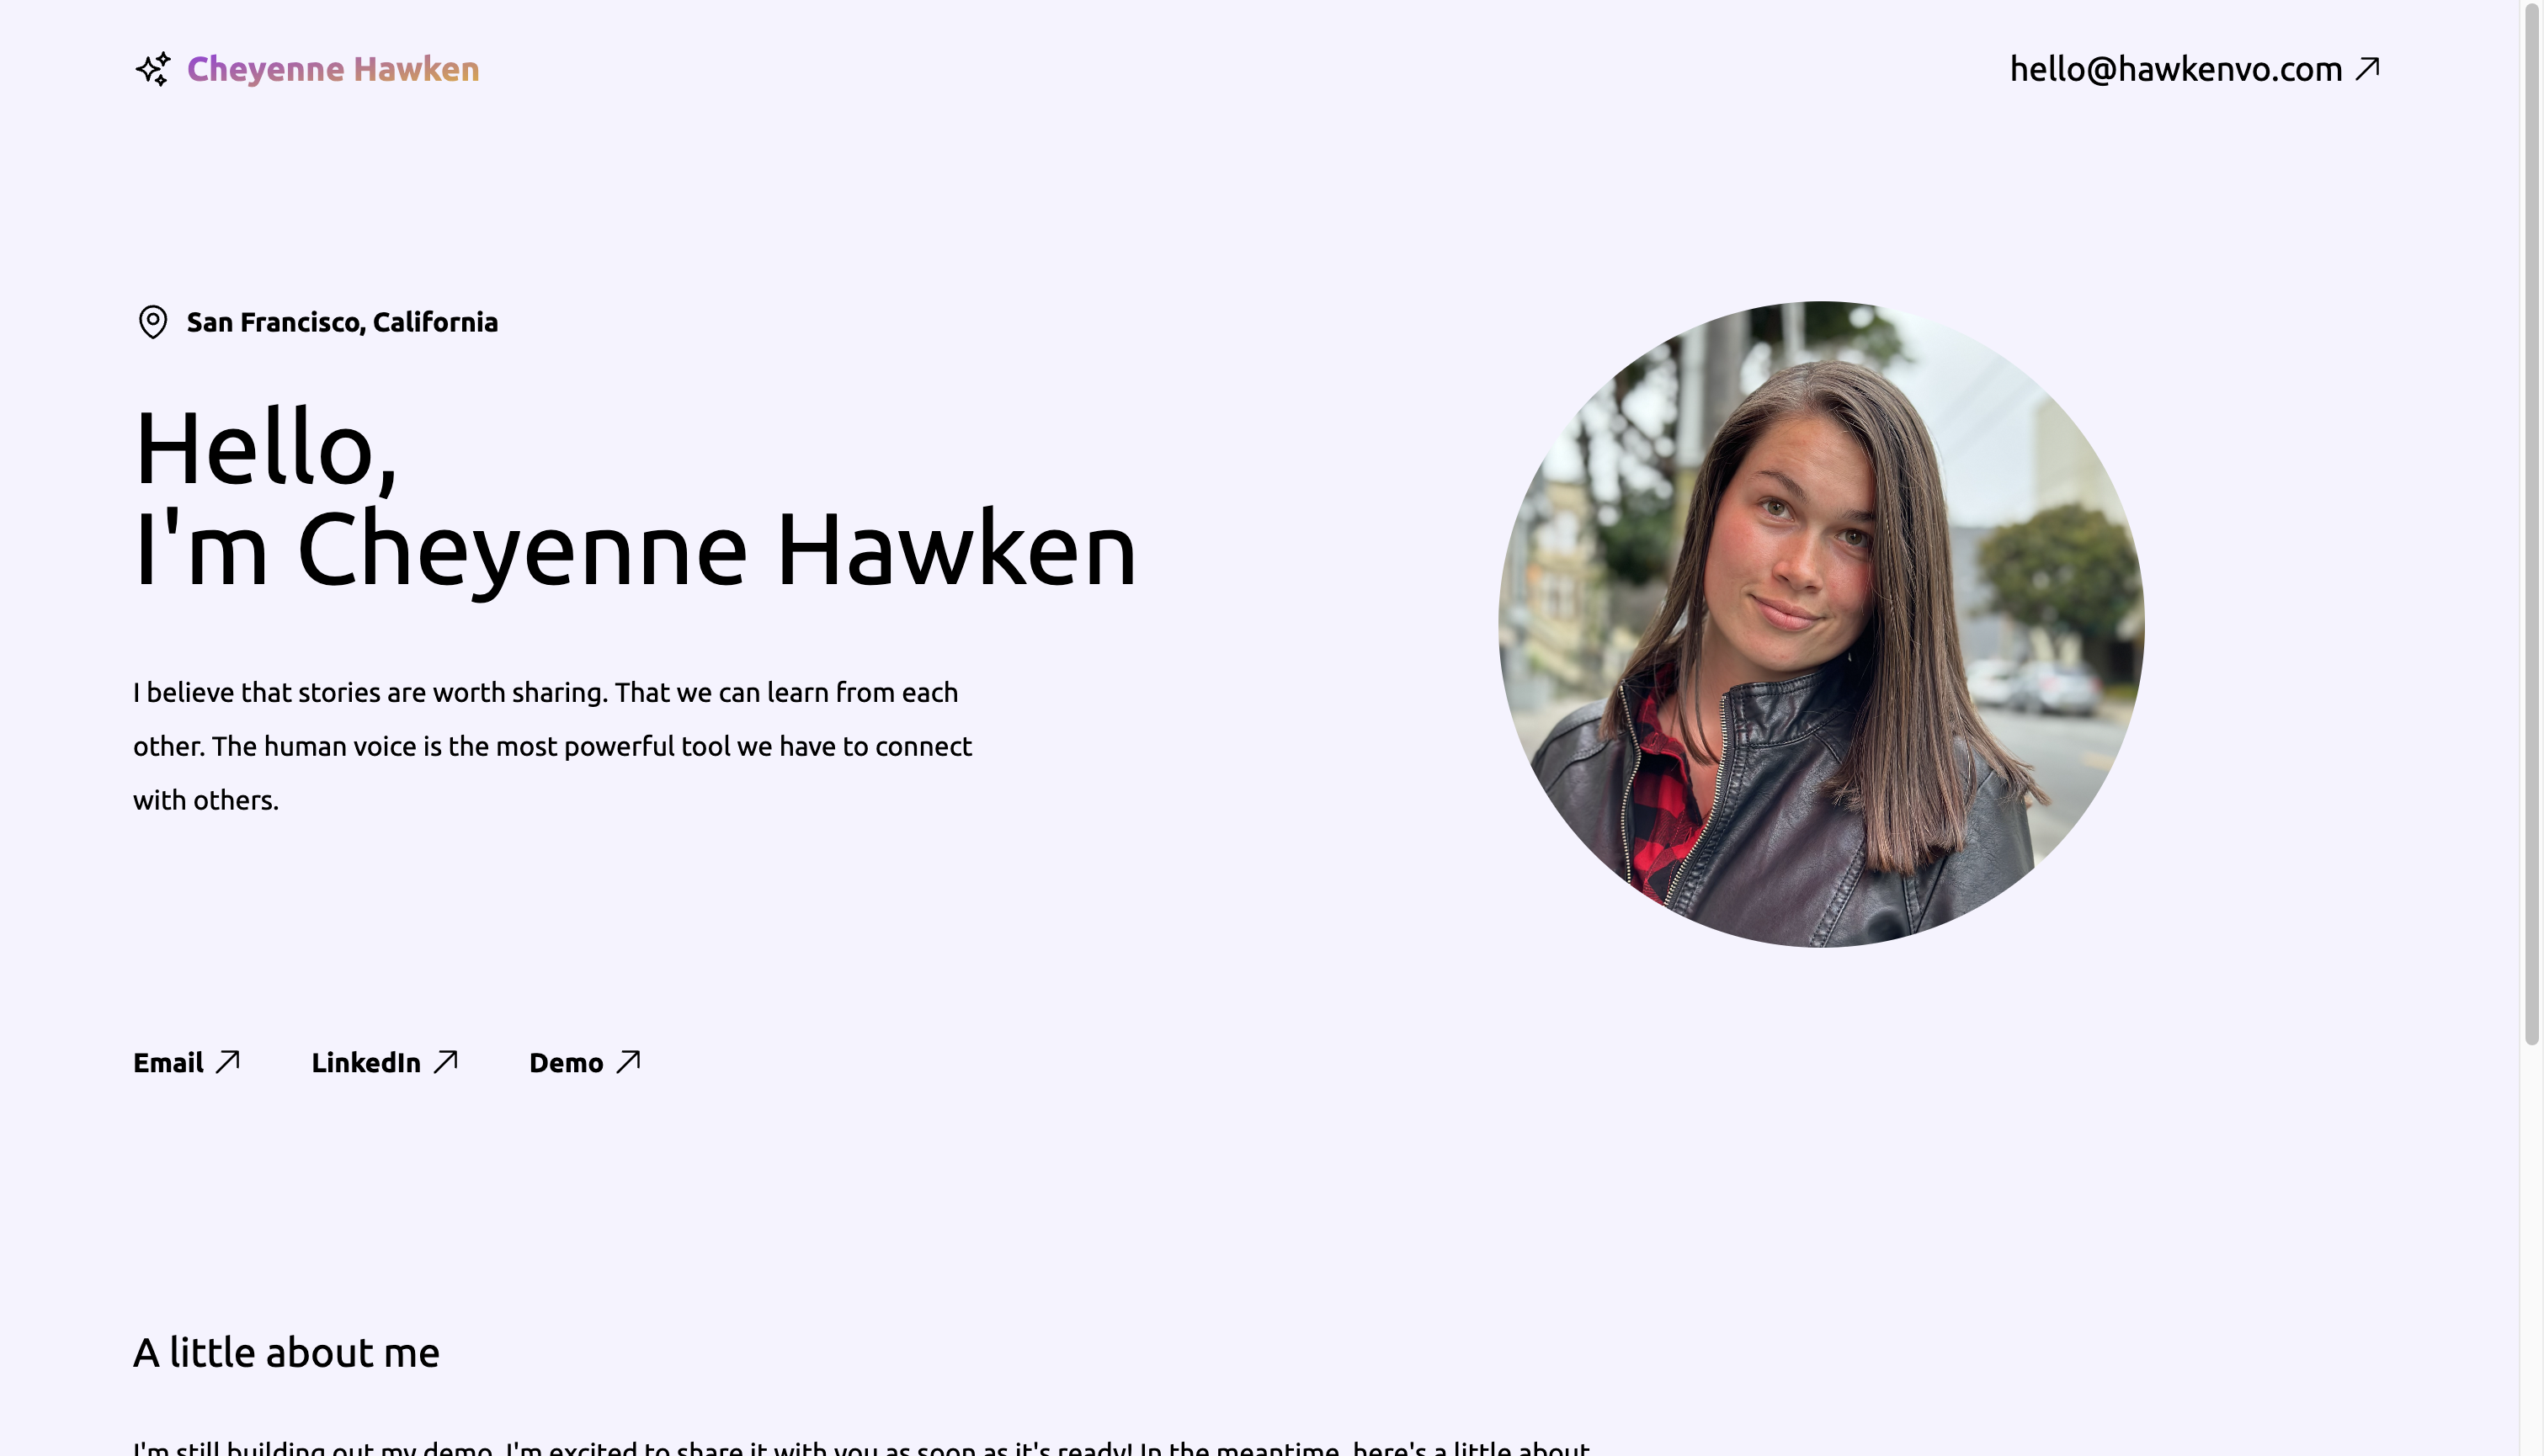 Cheyenne Hawken
hello@hawkenvo.com
San Francisco, California
Hello,
I'm Cheyenne Hawken
I believe that stories are worth sharing. That we can learn from each
other. The human voice is the most powerful tool we have to connect
with others.
Email
LinkedIn
Demo
A little about me
I'm still building out my demo. I'm excited to share it with you as soon as it's ready! In the meantime, here's a little about